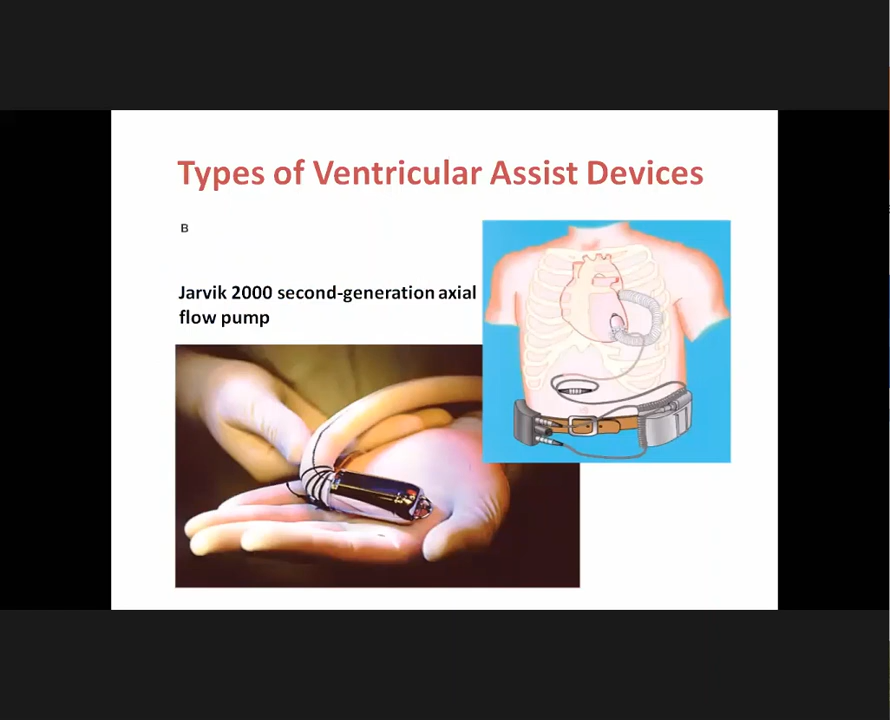 Types of Ventricular Assist Devices
B
Jarvik 2000 second-generation axial
flow pump